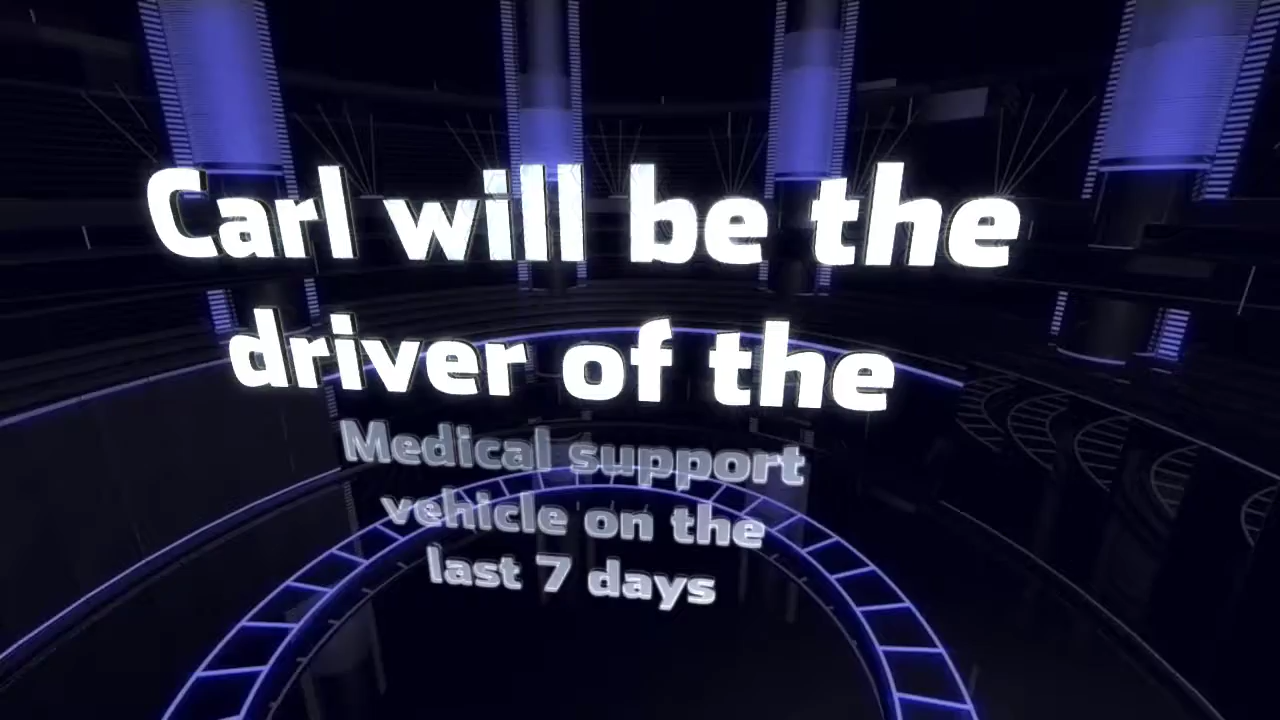 Carl will be the
driver of the
Medical support
vehicle on the
last 7 days